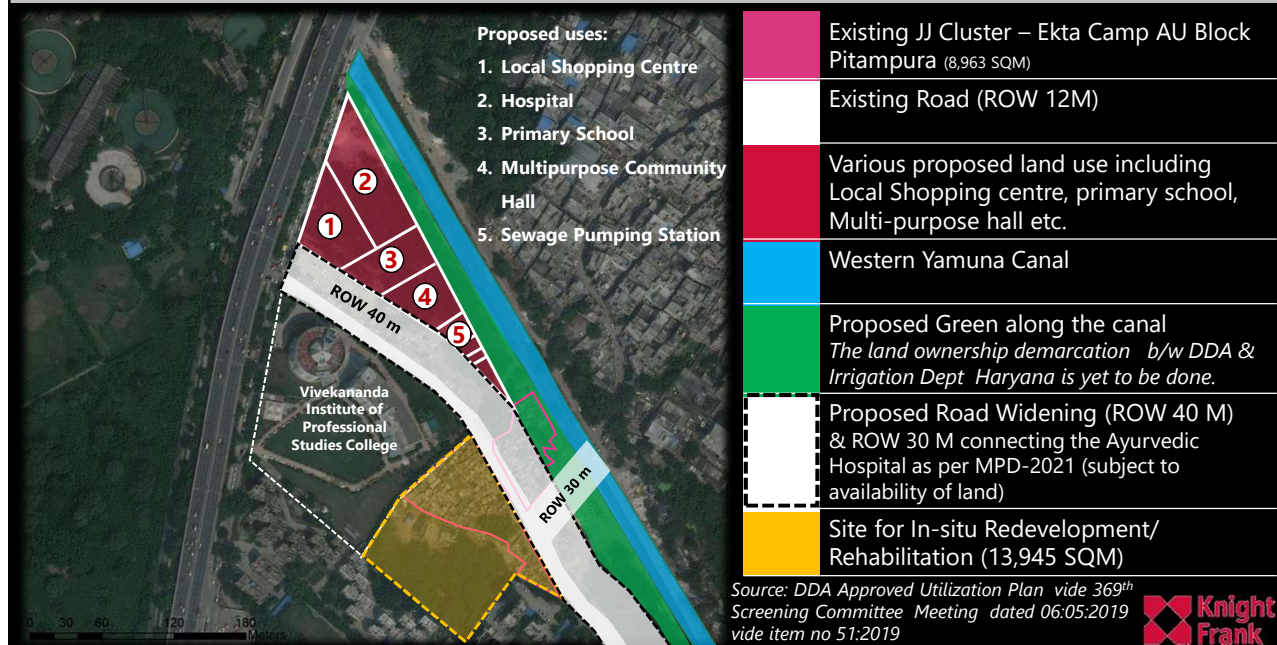 Proposed uses:
1. Local Shopping Centre
2. Hospital
3. Primary School
4. Multipurpose Community
Hall
5. Sewage Pumping Station
2
1
3
4
5
ROW 40 m
Vivekananda
Institute of
Professional
Studies College
ROW 30 m
0 30 60 120 180
Meters
Existing JJ Cluster – Ekta Camp AU Block
Pitampura (8,963 SQM)
Existing Road (ROW 12M)
Various proposed land use including
Local Shopping centre, primary school,
Multi-purpose hall etc.
Western Yamuna Canal
Proposed Green along the canal
The land ownership demarcation b/w DDA &
Irrigation Dept Haryana is yet to be done.
Proposed Road Widening (ROW 40 M)
& ROW 30 M connecting the Ayurvedic
Hospital as per MPD-2021 (subject to
availability of land)
Site for In-situ Redevelopment/
Rehabilitation (13,945 SQM)
Source: DDA Approved Utilization Plan vide 369th
Screening Committee Meeting dated 06:05:2019
vide item no 51:2019
Knight
Frank